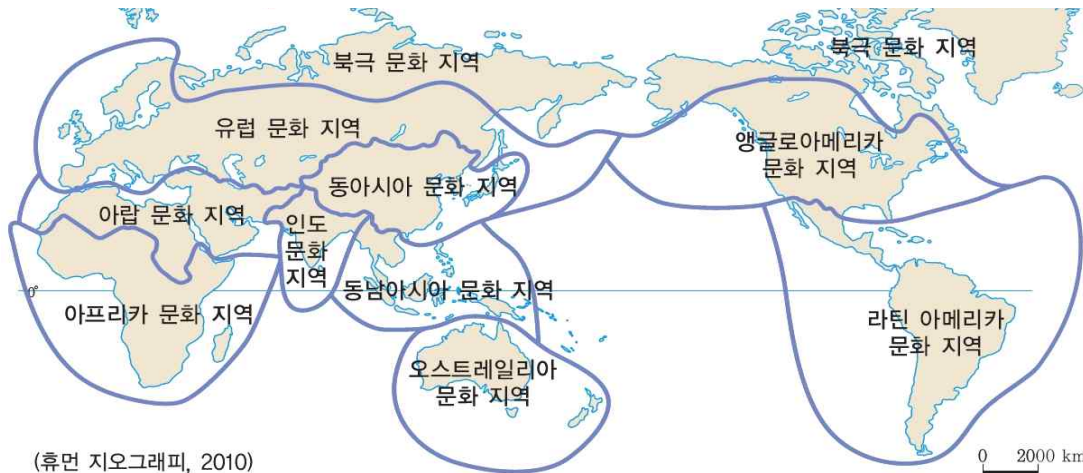 북극 문화 지역
북극 문화 지역
유럽 문화 지역
앵글로아메리카
문화 지역
동아시아 문화 지역
아랍 문화 지역
인도
문화
지역
0°
동남아시아 문화 지역
아프리카 문화 지역
라틴 아메리카
문화 지역
오스트레일리아
문화 지역
(휴먼 지오그래피, 2010)
0 2000 km